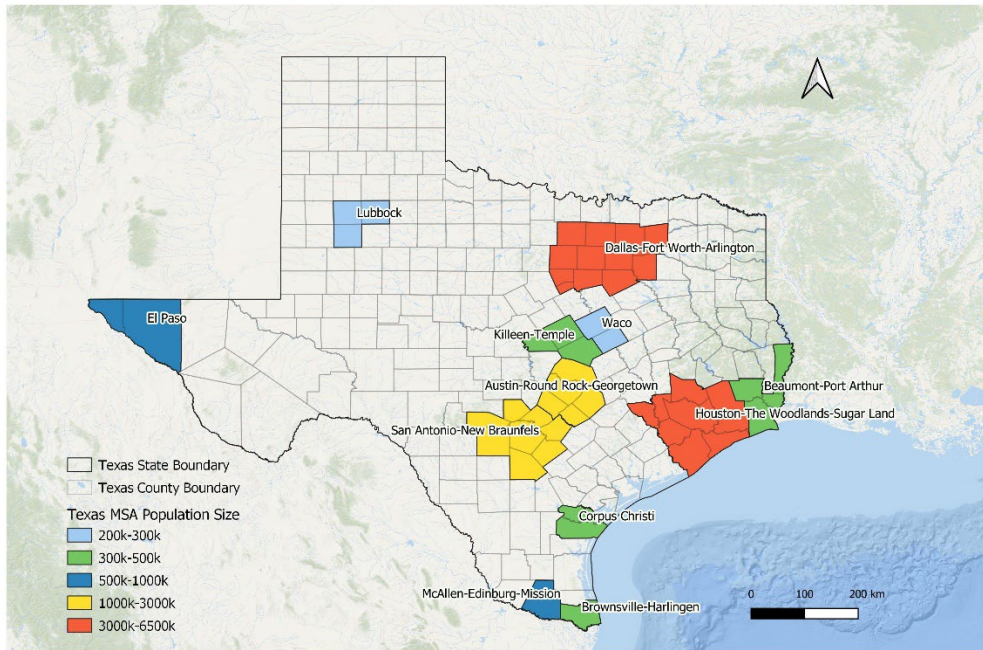 Lubbock
Dallas-Fort Worth-Arlington
El Paso
Waco
Killeen-Temple
Austin-Round Rock-Georgetown
Beaumont-Port Arthur
Houston-The Woodlands-Sugar Land
San Antonio-New Braunfels
Texas State Boundary
Texas County Boundary
Texas MSA Population Size
200k-300k
300k-500k
500k-1000k
1000k-3000k
3000k-6500k
Corpus Christi
McAllen-Edinburg-Mission
Brownsville-Harlingen
0 100 200 km